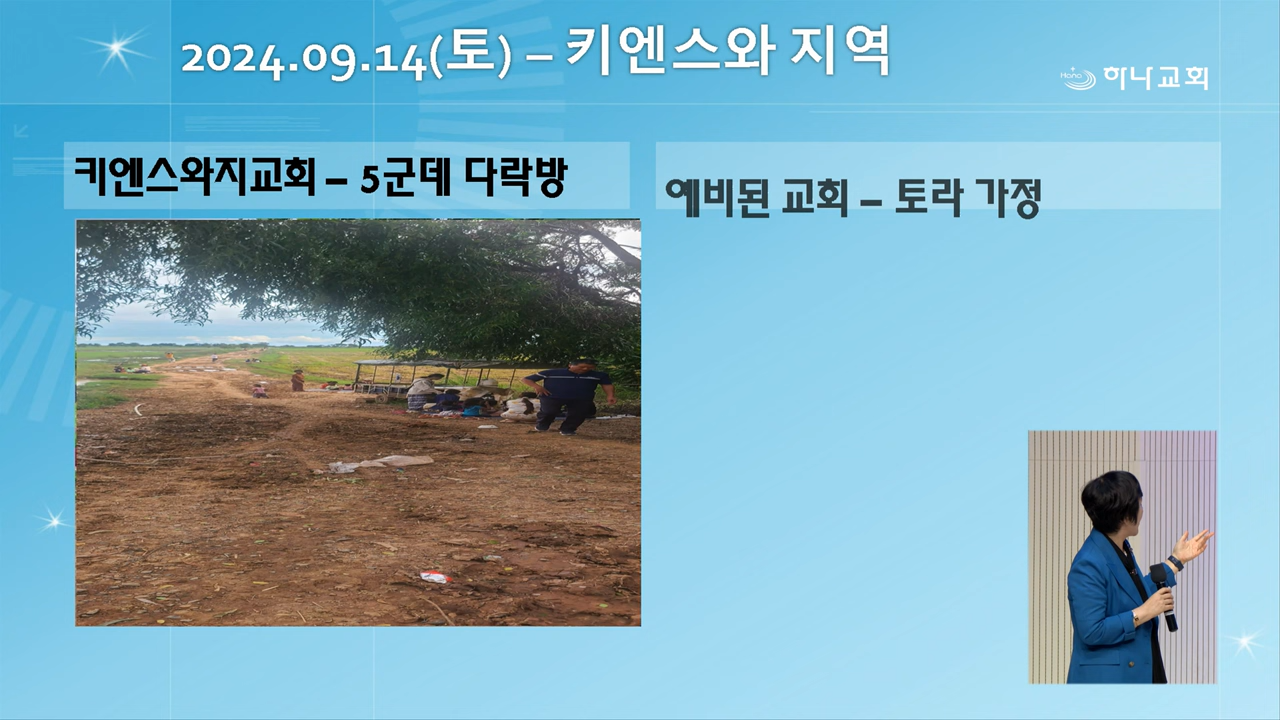 2024.09.14(토) – 키엔스와 지역
Hana 하나교회
키엔스와지교회 – 5군데 다락방
예비된 교회 – 토라 가정